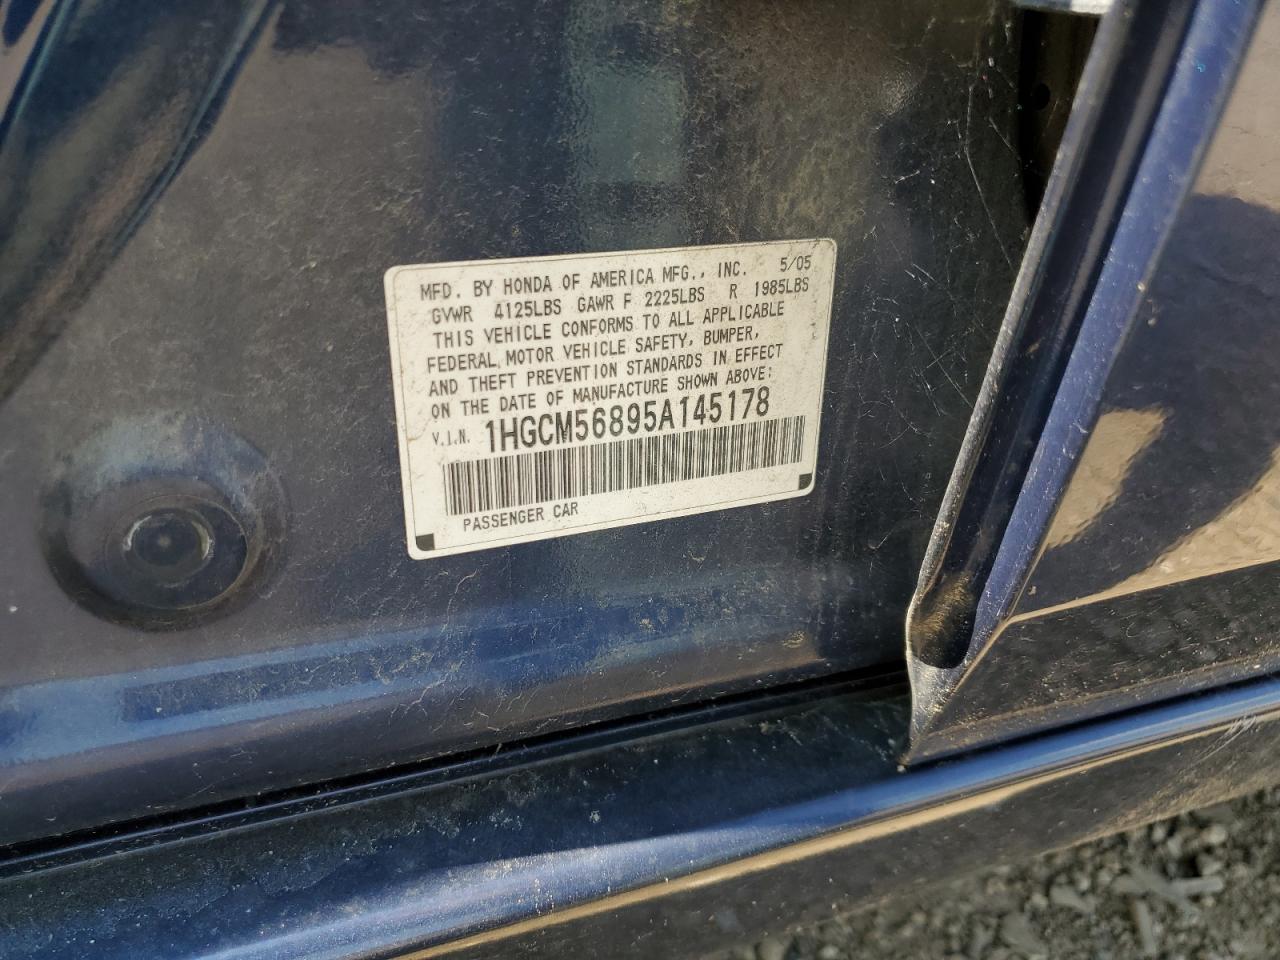 MFD. BY HONDA OF AMERICA MFG., INC. 5/05
GVWR 4125LBS GAWR F 2225LBS R 1985LBS
THIS VEHICLE CONFORMS TO ALL APPLICABLE
FEDERAL MOTOR VEHICLE SAFETY, BUMPER,
AND THEFT PREVENTION STANDARDS IN EFFECT
ON THE DATE OF MANUFACTURE SHOWN ABOVE:
V.I.N. 1HGCM56895A145178
PASSENGER CAR